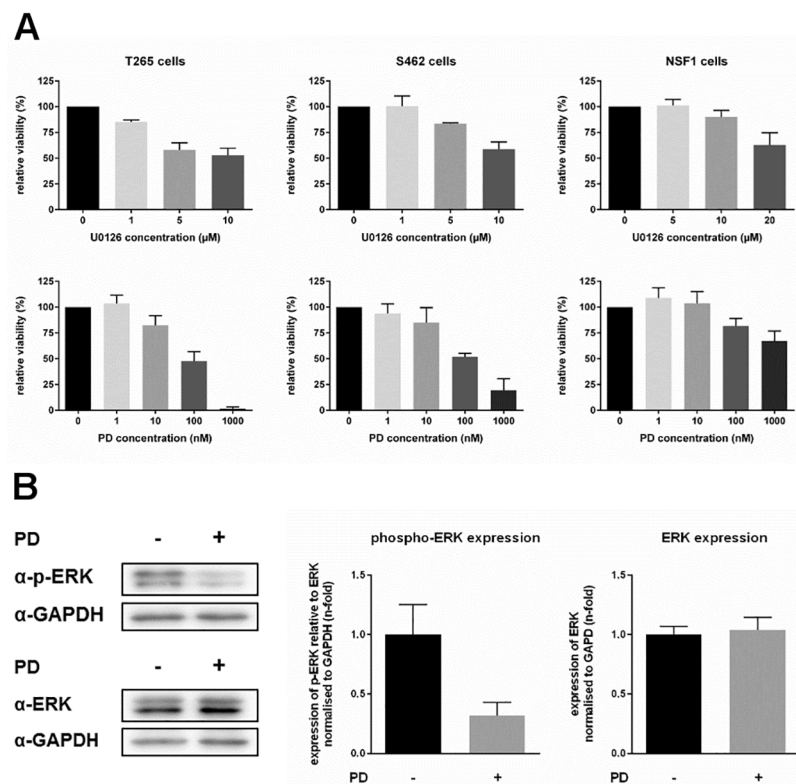 A
T265 cells
S462 cells
NSF1 cells
relative viability (%)
125
100
75
50
25
0
0 1 5 10
U0126 concentration (µM)
relative viability (%)
125
100
75
50
25
0
0 1 5 10
U0126 concentration (µM)
relative viability (%)
125
100
75
50
25
0
0 5 10 20
U0126 concentration (µM)
relative viability (%)
125
100
75
50
25
0
0 1 10 100 1000
PD concentration (nM)
relative viability (%)
125
100
75
50
25
0
0 1 10 100 1000
PD concentration (nM)
relative viability (%)
125
100
75
50
25
0
0 1 10 100 1000
PD concentration (nM)
B
PD - +
α-p-ERK
α-GAPDH
PD - +
α-ERK
α-GAPDH
phospho-ERK expression
expression of p-ERK relative to ERK
normalised to GAPDH (n-fold)
1.5
1.0
0.5
0.0
PD - +
ERK expression
expression of ERK
normalised to GAPD (n-fold)
1.5
1.0
0.5
0.0
PD - +